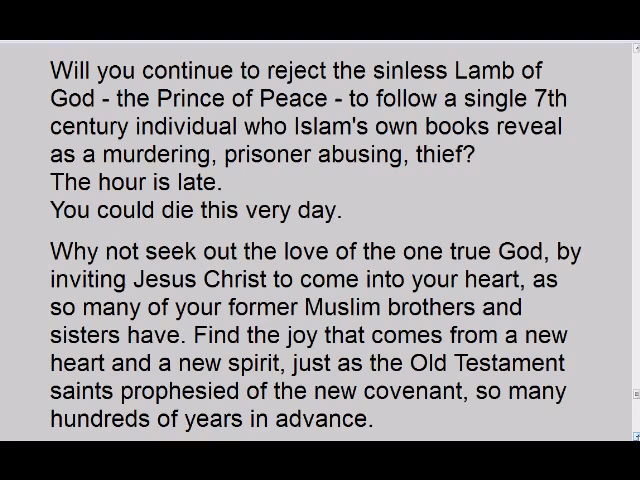 Will you continue to reject the sinless Lamb of
God - the Prince of Peace - to follow a single 7th
century individual who Islam's own books reveal
as a murdering, prisoner abusing, thief?
The hour is late.
You could die this very day.
Why not seek out the love of the one true God, by
inviting Jesus Christ to come into your heart, as
so many of your former Muslim brothers and
sisters have. Find the joy that comes from a new
heart and a new spirit, just as the Old Testament
saints prophesied of the new covenant, so many
hundreds of years in advance.